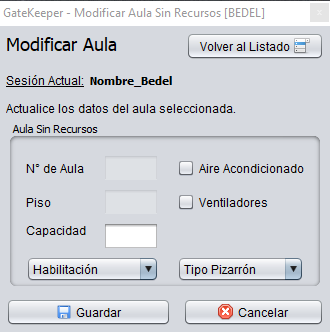 GateKeeper - Modificar Aula Sin Recursos [BEDEL]
Modificar Aula
Volver al Listado
Sesión Actual: Nombre_Bedel
Actualice los datos del aula seleccionada.
Aula Sin Recursos
N° de Aula
Aire Acondicionado
Piso
Ventiladores
Capacidad
Habilitación
Tipo Pizarrón
Guardar
Cancelar